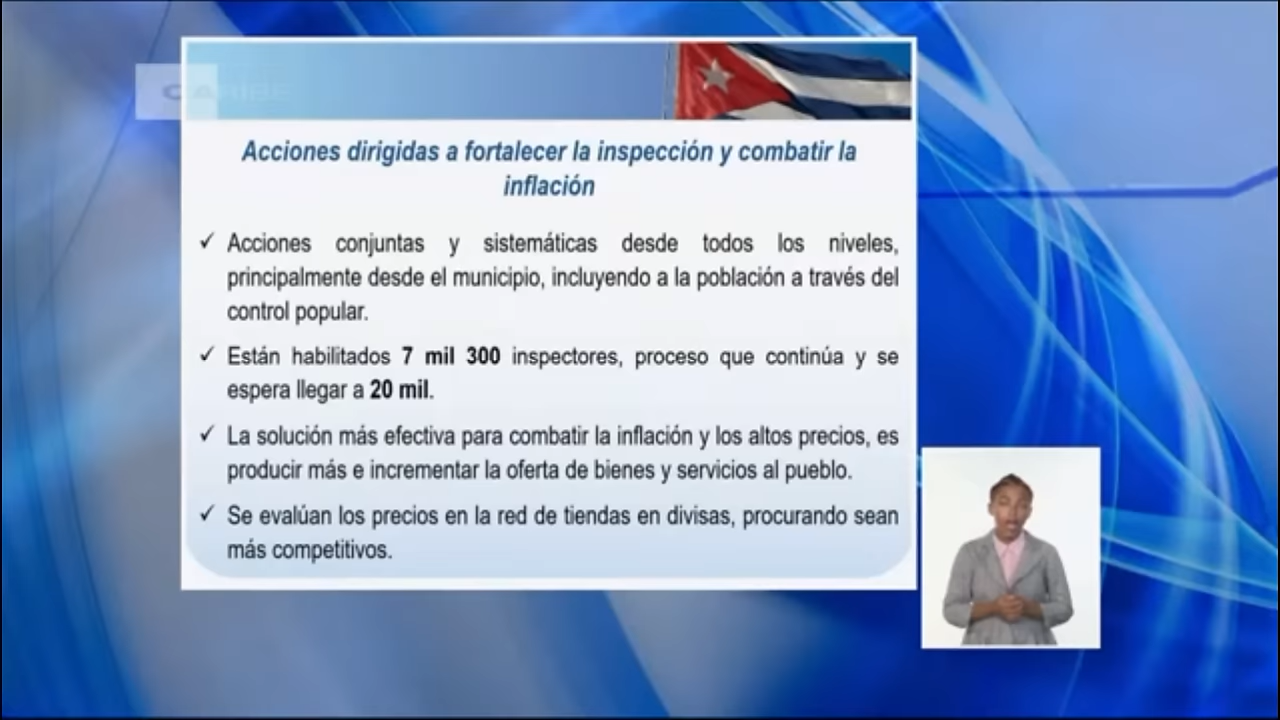 CARIBE
Acciones dirigidas a fortalecer la inspección y combatir la
inflación
✓ Acciones conjuntas y sistemáticas desde todos los niveles,
principalmente desde el municipio, incluyendo a la población a través del
control popular.
✓ Están habilitados 7 mil 300 inspectores, proceso que continúa y se
espera llegar a 20 mil.
✓ La solución más efectiva para combatir la inflación y los altos precios, es
producir más e incrementar la oferta de bienes y servicios al pueblo.
✓ Se evalúan los precios en la red de tiendas en divisas, procurando sean
más competitivos.